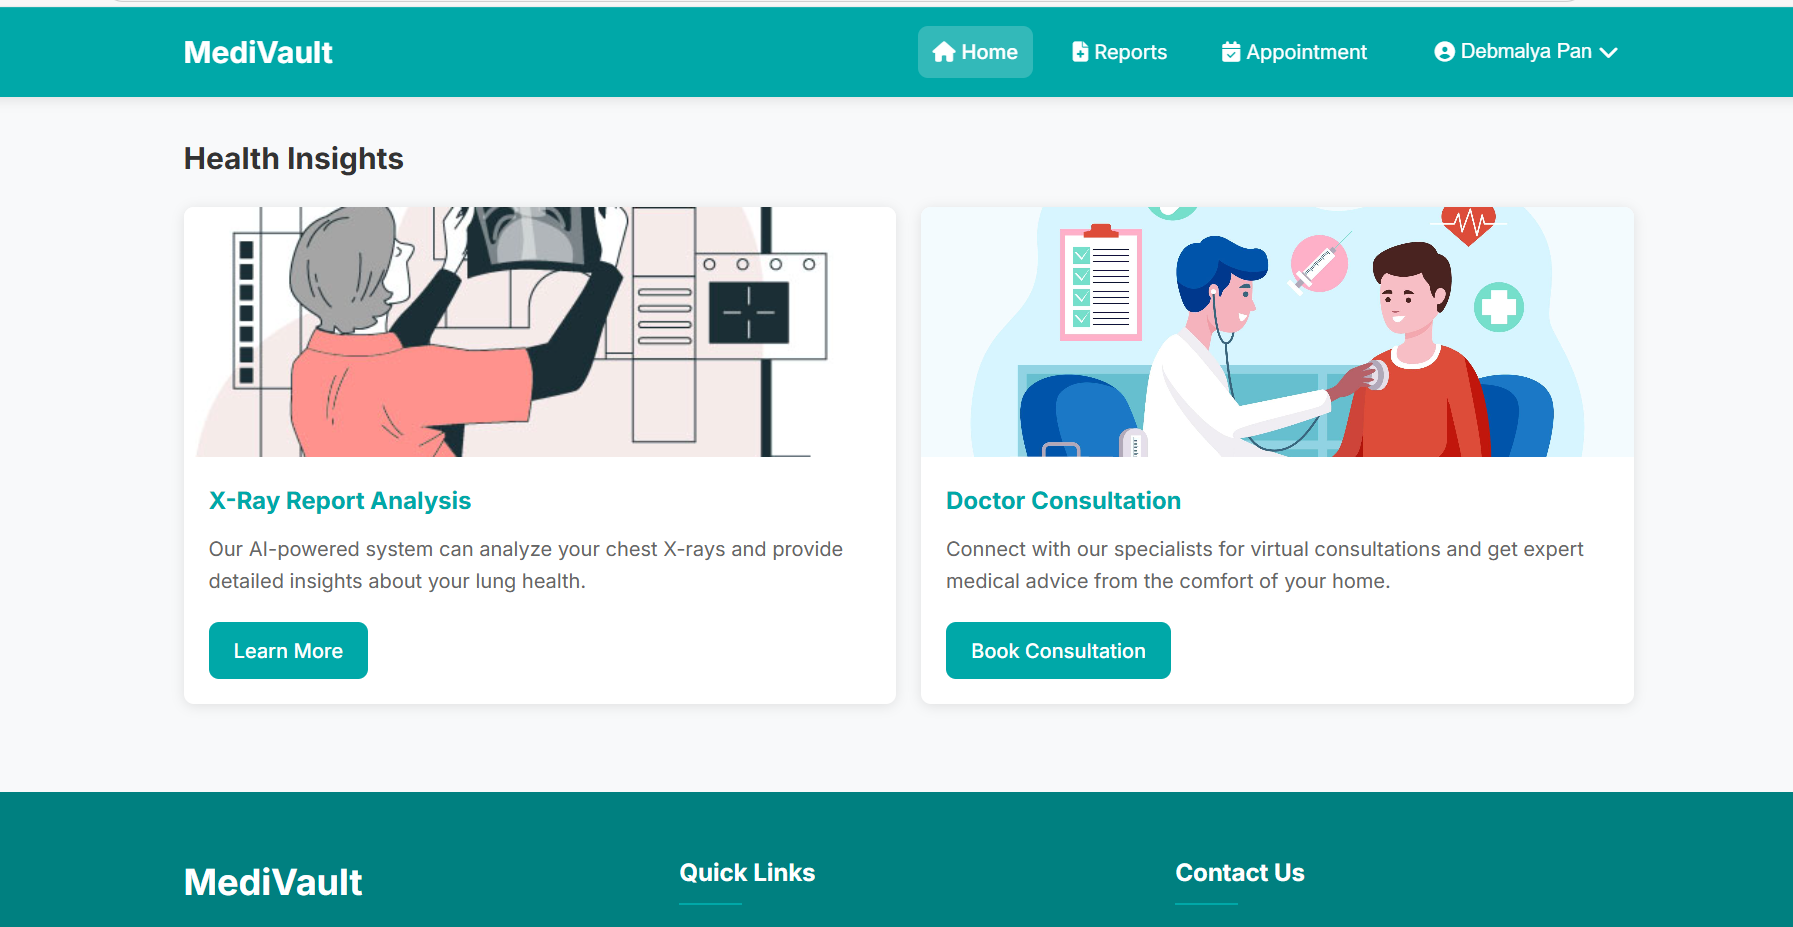 MediVault
Home
Reports
Appointment
Debmalya Pan
Health Insights
X-Ray Report Analysis
Our AI-powered system can analyze your chest X-rays and provide
detailed insights about your lung health.
Learn More
Doctor Consultation
Connect with our specialists for virtual consultations and get expert
medical advice from the comfort of your home.
Book Consultation
MediVault
Quick Links
Contact Us